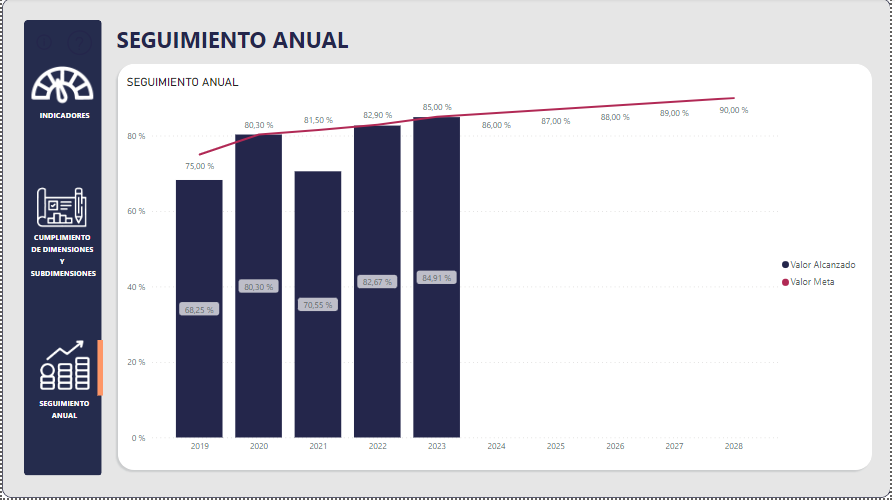 SEGUIMIENTO ANUAL
INDICADORES
CUMPLIMIENTO
DE DIMENSIONES
Y
SUBDIMENSIONES
SEGUIMIENTO
ANUAL
SEGUIMIENTO ANUAL
75,00 %
80,30 %
81,50 %
82,90 %
85,00 %
86,00 %
87,00 %
88,00 %
89,00 %
90,00 %
80 %
60 %
40 %
20 %
0 %
68,25 %
80,30 %
70,55 %
82,67 %
84,91 %
2019 2020 2021 2022 2023 2024 2025 2026 2027 2028
Valor Alcanzado
Valor Meta